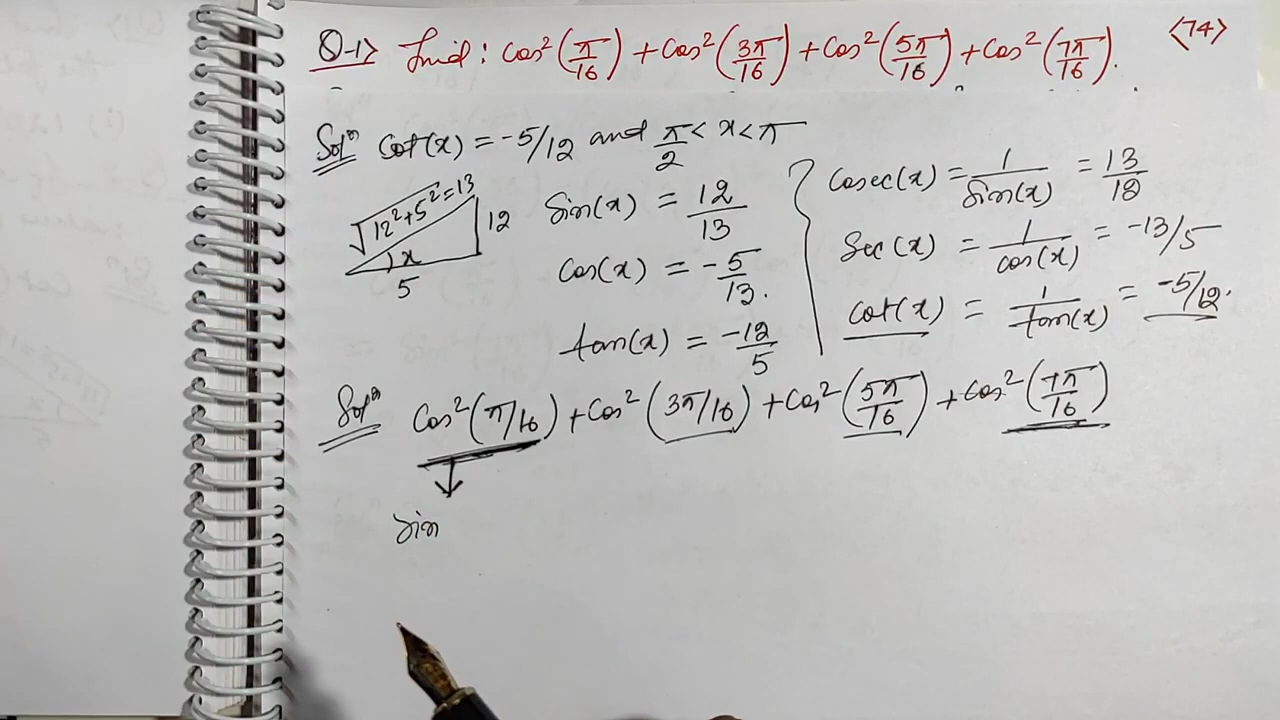 Q-1> Find: Cos²(π/16) + Cos²(3π/16) + Cos²(5π/16) + Cos²(7π/16). <74>
Solⁿ Cot(x) = -5/12 and π/2 < x < π
√12²+5²=13
12
x
5
Sin(x) = 12/13
Cos(x) = -5/13.
tan(x) = -12/5
Cosec(x) = 1/Sin(x) = 13/12
Sec(x) = 1/cos(x) = -13/5
Cot(x) = 1/tan(x) = -5/12.
Solⁿ Cos²(π/16) + Cos²(3π/16) + Cos²(5π/16) + Cos²(7π/16)
Sin